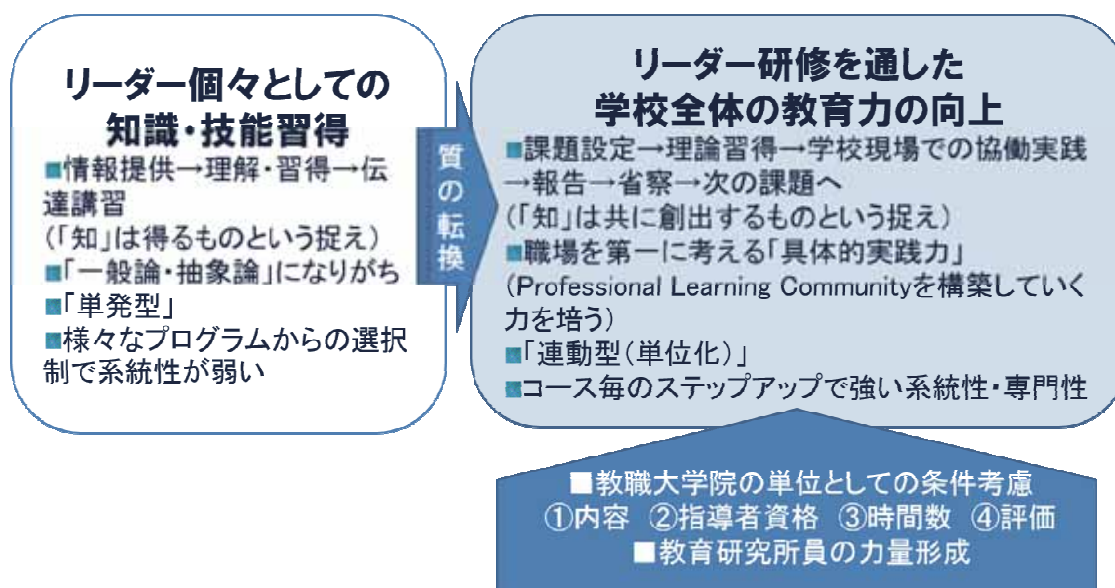 リーダー個々としての
知識・技能習得
■情報提供→理解・習得→伝
達講習
(「知」は得るものという捉え)
■「一般論・抽象論」になりがち
■「単発型」
■様々なプログラムからの選択
制で系統性が弱い
質の転換
リーダー研修を通した
学校全体の教育力の向上
■課題設定→理論習得→学校現場での協働実践
→報告→省察→次の課題へ
(「知」は共に創出するものという捉え)
■職場を第一に考える「具体的実践力」
(Professional Learning Communityを構築していく
力を培う)
■「連動型(単位化)」
■コース毎のステップアップで強い系統性・専門性
■教職大学院の単位としての条件考慮
①内容 ②指導者資格 ③時間数 ④評価
■教育研究所員の力量形成